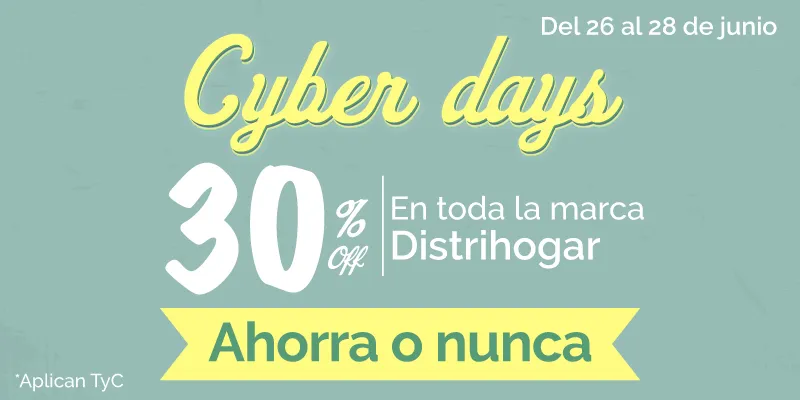 Del 26 al 28 de junio
Cyber days
30% Off
En toda la marca
Distrihogar
Ahorra o nunca
*Aplican TyC